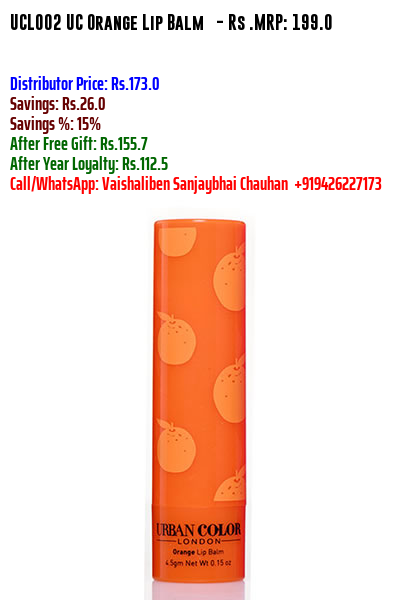 UCL002 UC Orange Lip Balm - Rs .MRP: 199.0
Distributor Price: Rs.173.0
Savings: Rs.26.0
Savings %: 15%
After Free Gift: Rs.155.7
After Year Loyalty: Rs.112.5
Call/WhatsApp: Vaishaliben Sanjaybhai Chauhan +919426227173
URBAN COLOR
LONDON
Orange Lip Balm
4.5gm Net Wt 0.15 oz